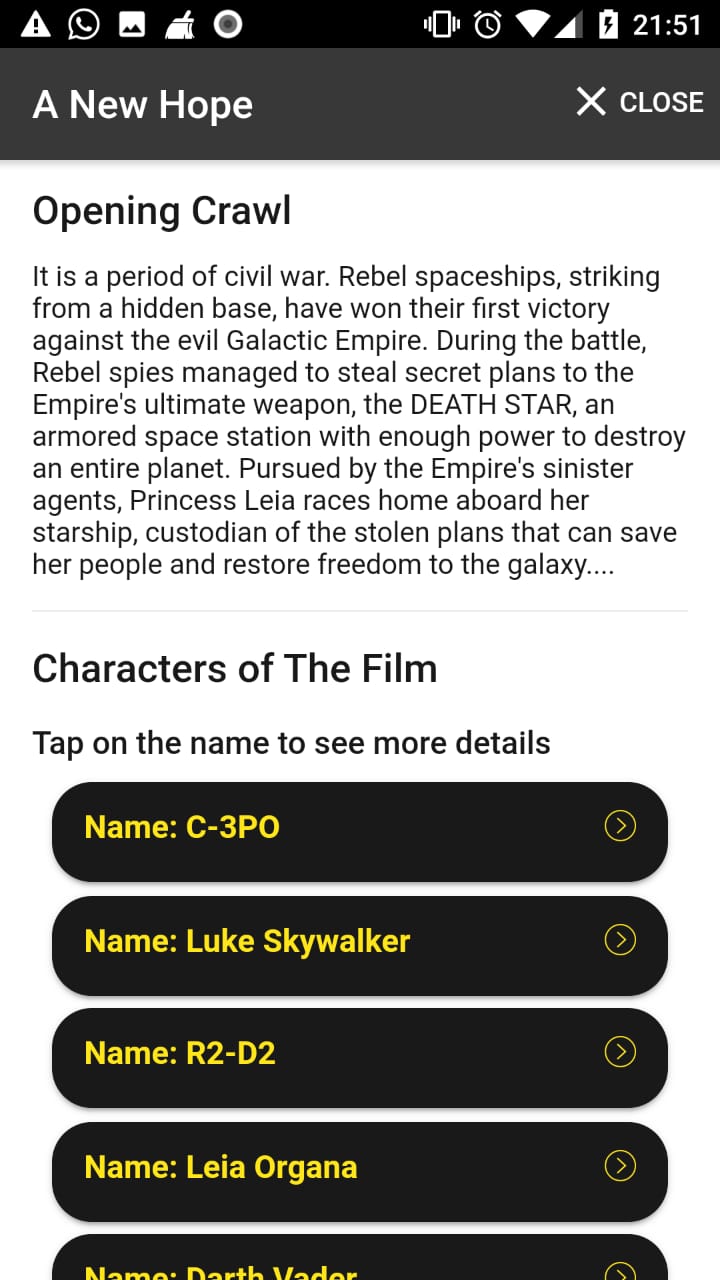 21:51
A New Hope
CLOSE
Opening Crawl
It is a period of civil war. Rebel spaceships, striking
from a hidden base, have won their first victory
against the evil Galactic Empire. During the battle,
Rebel spies managed to steal secret plans to the
Empire's ultimate weapon, the DEATH STAR, an
armored space station with enough power to destroy
an entire planet. Pursued by the Empire's sinister
agents, Princess Leia races home aboard her
starship, custodian of the stolen plans that can save
her people and restore freedom to the galaxy....
Characters of The Film
Tap on the name to see more details
Name: C-3PO
Name: Luke Skywalker
Name: R2-D2
Name: Leia Organa
Name: Darth Vader